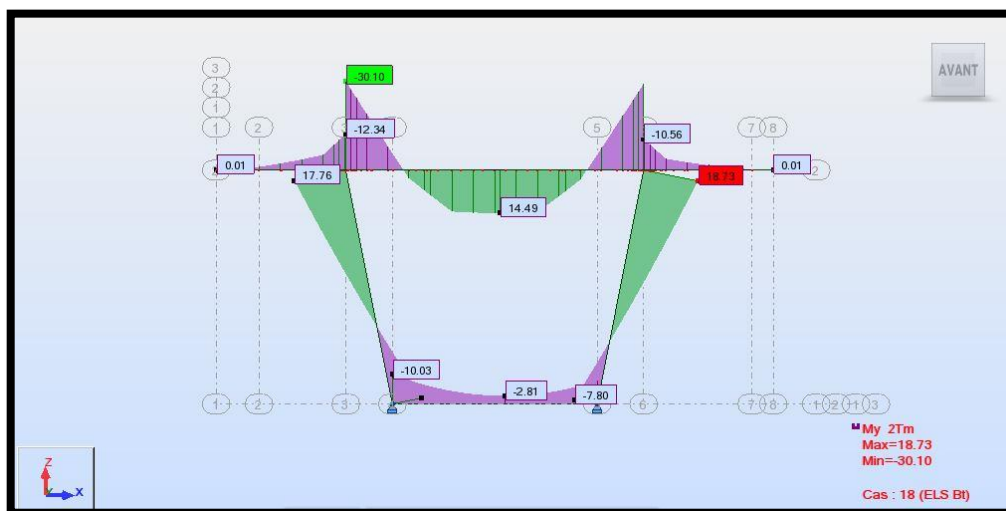 3
2
1
1 2 3 5 7 8
-30.10
-12.34
-10.56
AVANT
4 0.01 0.01 2
17.76 18.73
14.49
-10.03
-2.81
-7.80
1 2 3 6 7 8 1 2 1 3
My 2Tm
Max=18.73
Min=-30.10
Cas : 18 (ELS Bt)
Z
X